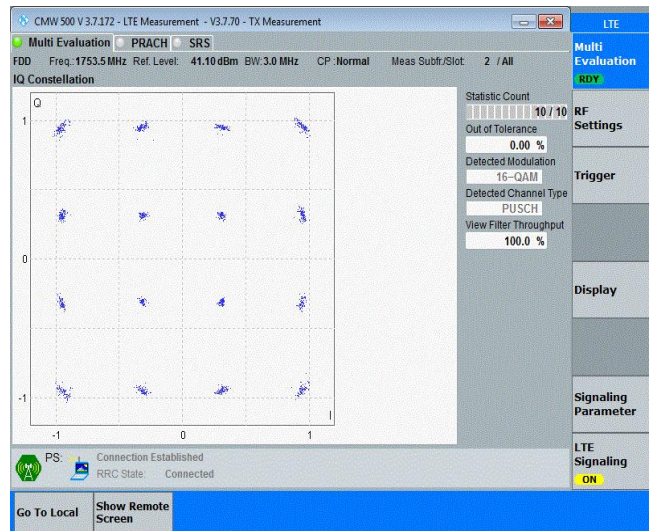 CMW 500 V 3.7.172 - LTE Measurement - V3.7.70 - TX Measurement
LTE
Multi Evaluation PRACH SRS
Multi
Evaluation
RDY
FDD Freq.: 1753.5 MHz Ref. Level: 41.10 dBm BW: 3.0 MHz CP : Normal Meas Subfr./Slot: 2 / All
IQ Constellation
Q
1
0
-1
-1 0 1
I
Statistic Count
10 / 10
Out of Tolerance
0.00 %
Detected Modulation
16-QAM
Detected Channel Type
PUSCH
View Filter Throughput
100.0 %
RF
Settings
Trigger
Display
Signaling
Parameter
LTE
Signaling
ON
PS: Connection Established
RRC State: Connected
Go To Local
Show Remote
Screen